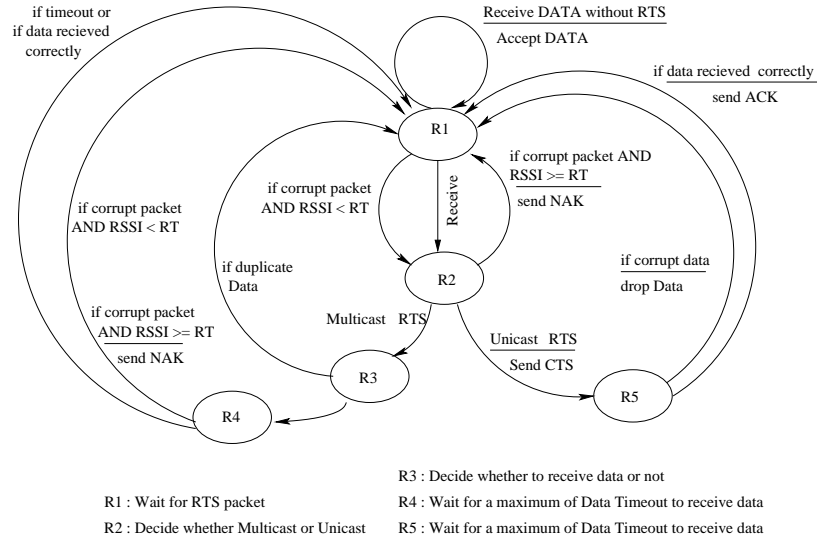 if timeout or
if data recieved
correctly
Receive DATA without RTS
Accept DATA
if data recieved correctly
send ACK
R1
if corrupt packet
AND RSSI < RT
Receive
if corrupt packet AND
RSSI >= RT
send NAK
if corrupt packet
AND RSSI < RT
if duplicate
Data
R2
if corrupt data
drop Data
if corrupt packet
AND RSSI >= RT
send NAK
Multicast RTS
Unicast RTS
Send CTS
R3
R4
R5
R3 : Decide whether to receive data or not
R1 : Wait for RTS packet
R4 : Wait for a maximum of Data Timeout to receive data
R2 : Decide whether Multicast or Unicast
R5 : Wait for a maximum of Data Timeout to receive data